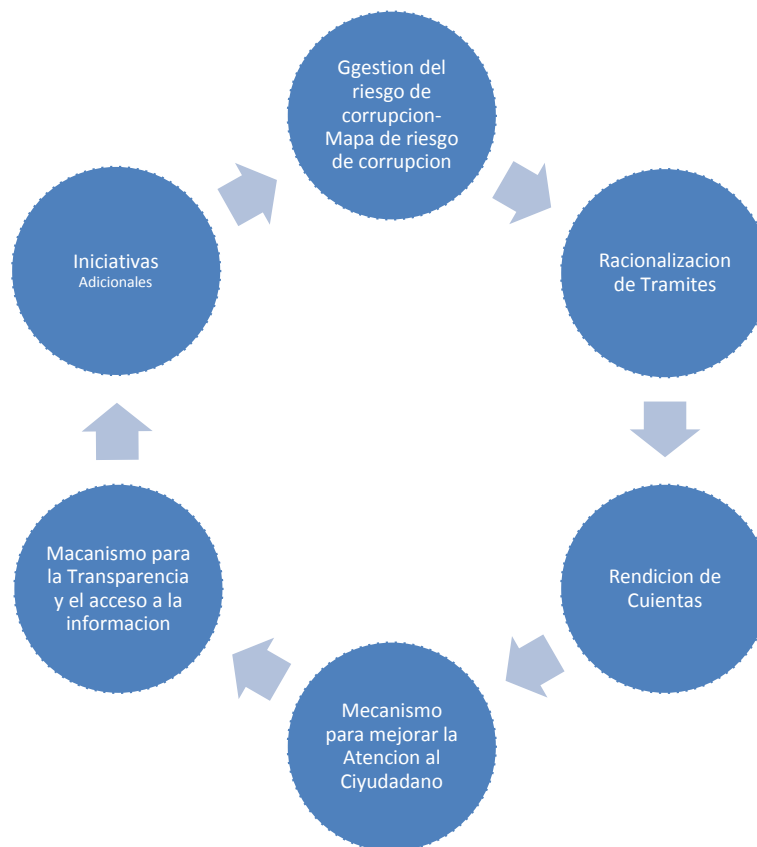 Ggestion del
riesgo de
corrupcion-
Mapa de riesgo
de corrupcion
Racionalizacion
de Tramites
Rendicion de
Cuientas
Mecanismo
para mejorar la
Atencion al
Ciyudadano
Macanismo para
la Transparencia
y el acceso a la
informacion
Iniciativas
Adicionales